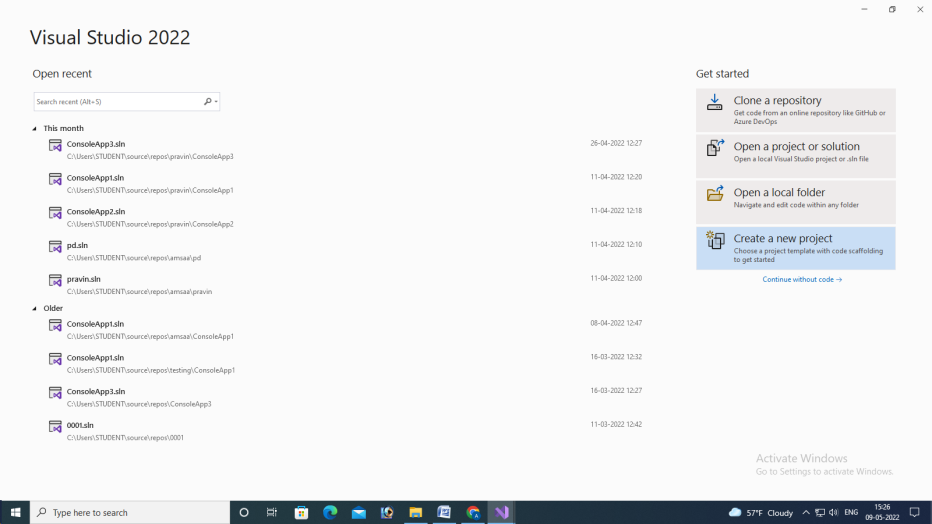 Visual Studio 2022
Open recent
Search recent (Alt+S)
This month
ConsoleApp3.sln
26-04-2022 12:27
C:\Users\STUDENT\source\repos\pravin\ConsoleApp3
ConsoleApp1.sln
11-04-2022 12:20
C:\Users\STUDENT\source\repos\pravin\ConsoleApp1
ConsoleApp2.sln
11-04-2022 12:18
C:\Users\STUDENT\source\repos\pravin\ConsoleApp2
pd.sln
11-04-2022 12:10
C:\Users\STUDENT\source\repos\amsaa\pd
pravin.sln
11-04-2022 12:00
C:\Users\STUDENT\source\repos\amsaa\pravin
Older
ConsoleApp1.sln
08-04-2022 12:47
C:\Users\STUDENT\source\repos\amsaa\ConsoleApp1
ConsoleApp1.sln
16-03-2022 12:32
C:\Users\STUDENT\source\repos\testing\ConsoleApp1
ConsoleApp3.sln
16-03-2022 12:27
C:\Users\STUDENT\source\repos\ConsoleApp3
0001.sln
11-03-2022 12:42
C:\Users\STUDENT\source\repos\0001
Get started
Clone a repository
Get code from an online repository like GitHub or
Azure DevOps
Open a project or solution
Open a local Visual Studio project or .sln file
Open a local folder
Navigate and edit code within any folder
Create a new project
Choose a project template with code scaffolding
to get started
Continue without code →
Activate Windows
Go to Settings to activate Windows.
Type here to search
57°F Cloudy
ENG
15:26
09-05-2022